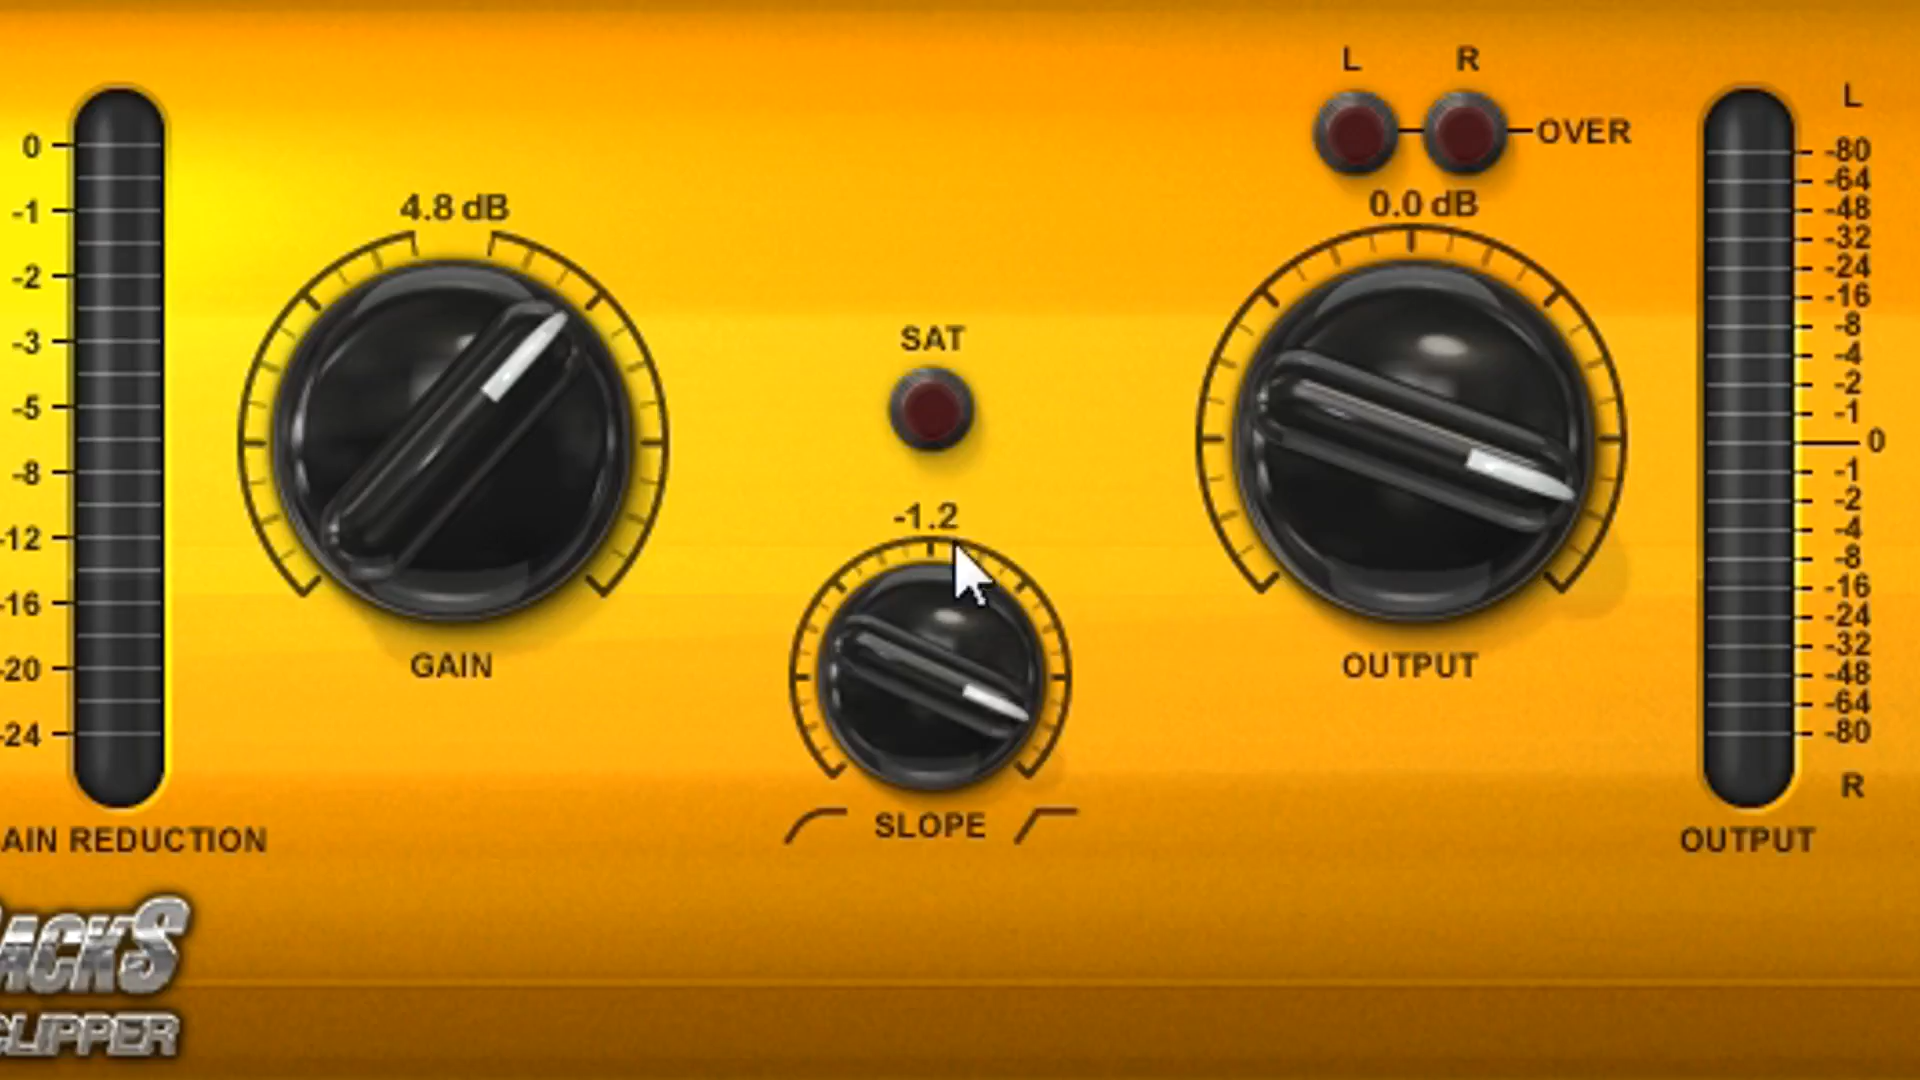 L R
OVER
0
-1
-2
-3
-5
-8
-12
-16
-20
-24
AIN REDUCTION
4.8 dB
GAIN
SAT
-1.2
SLOPE
0.0 dB
OUTPUT
L
-80
-64
-48
-32
-24
-16
-8
-4
-2
-1
0
-1
-2
-4
-8
-16
-24
-32
-48
-64
-80
R
OUTPUT
ACKS
CLIPPER